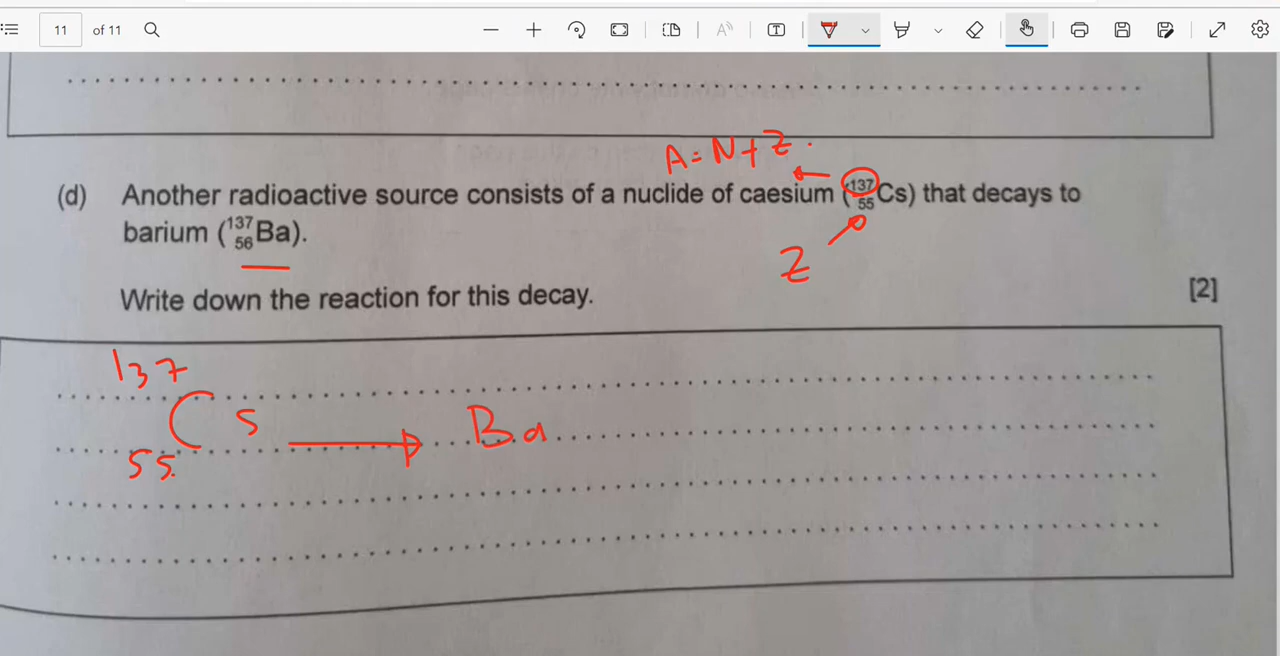 11 of 11
A = N + Z .
(d) Another radioactive source consists of a nuclide of caesium (¹³⁷₅₅Cs) that decays to
barium (¹³⁷₅₆Ba).
Z
Write down the reaction for this decay. [2]
137
Cs → Ba
55